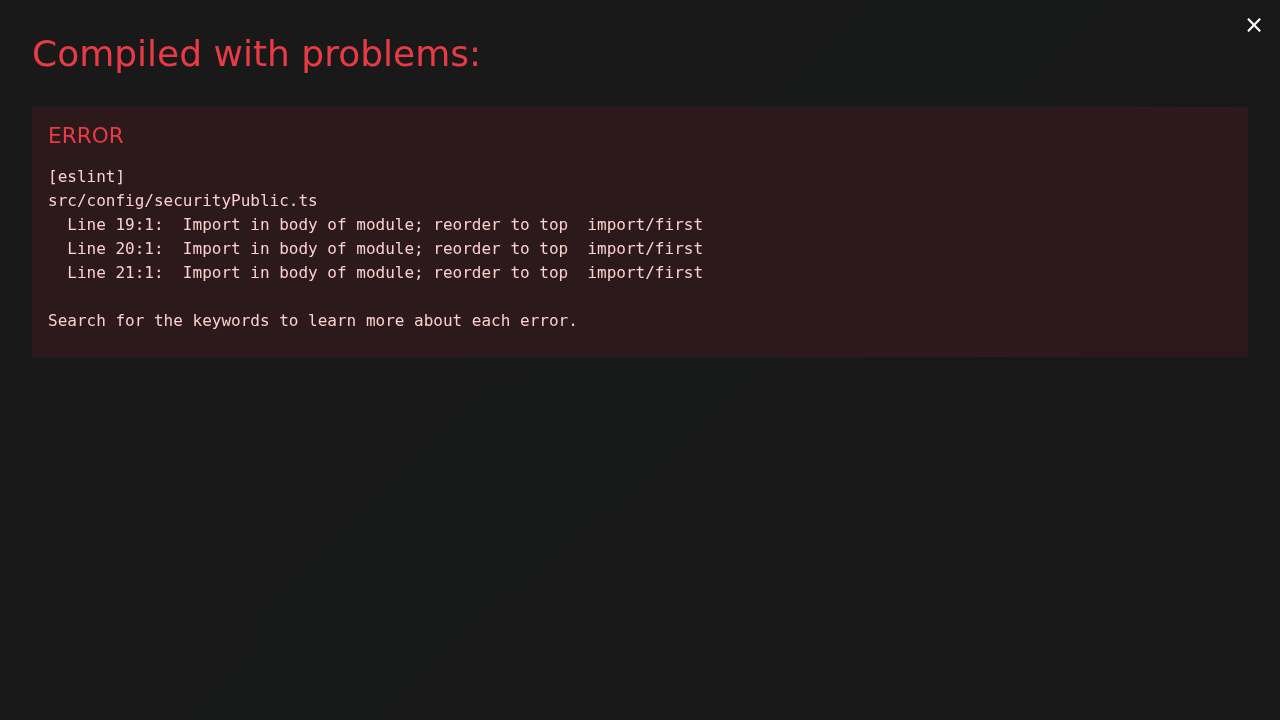 Compiled with problems:
×
ERROR
[eslint]
src/config/securityPublic.ts
  Line 19:1:  Import in body of module; reorder to top  import/first
  Line 20:1:  Import in body of module; reorder to top  import/first
  Line 21:1:  Import in body of module; reorder to top  import/first
Search for the keywords to learn more about each error.